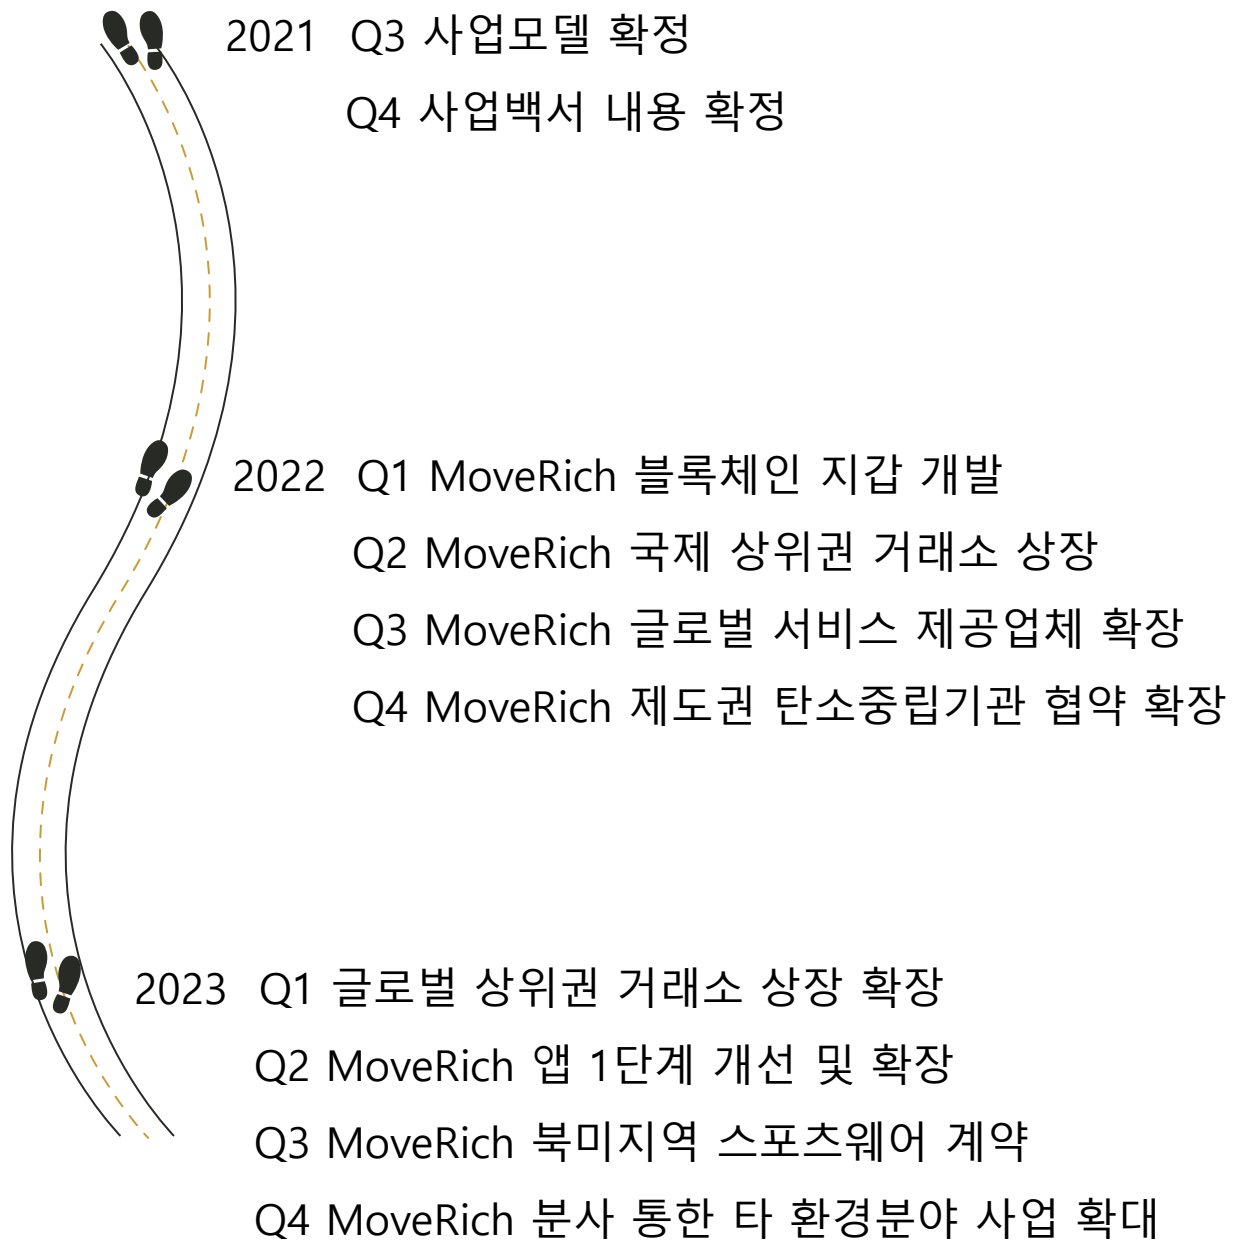 2021 Q3 사업모델 확정
Q4 사업백서 내용 확정
2022 Q1 MoveRich 블록체인 지갑 개발
Q2 MoveRich 국제 상위권 거래소 상장
Q3 MoveRich 글로벌 서비스 제공업체 확장
Q4 MoveRich 제도권 탄소중립기관 협약 확장
2023 Q1 글로벌 상위권 거래소 상장 확장
Q2 MoveRich 앱 1단계 개선 및 확장
Q3 MoveRich 북미지역 스포츠웨어 계약
Q4 MoveRich 분사 통한 타 환경분야 사업 확대